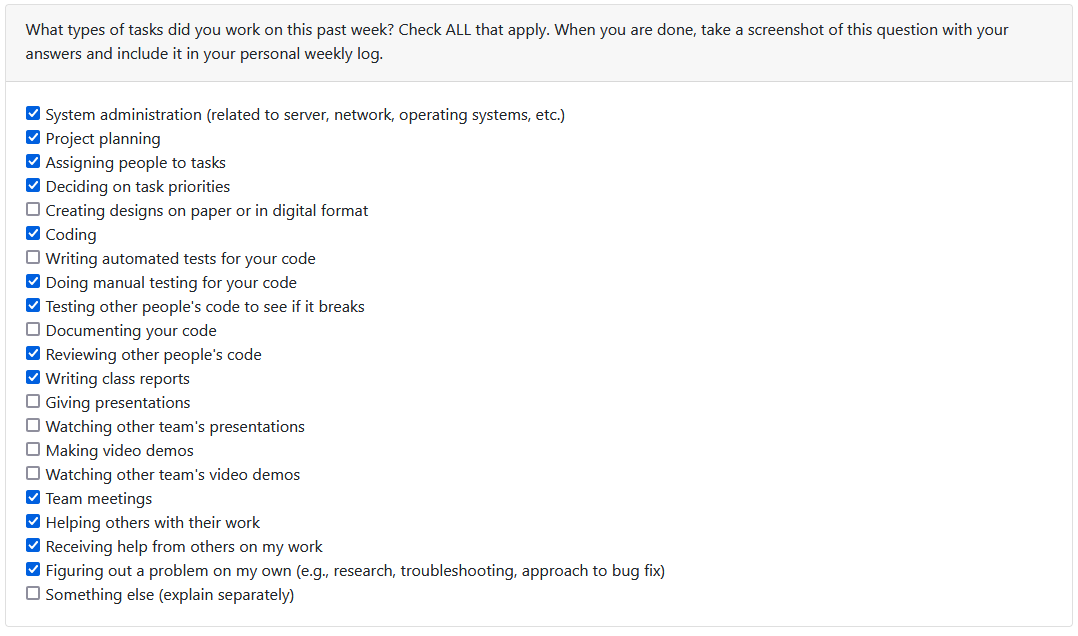 What types of tasks did you work on this past week? Check ALL that apply. When you are done, take a screenshot of this question with your
answers and include it in your personal weekly log.
System administration (related to server, network, operating systems, etc.)
Project planning
Assigning people to tasks
Deciding on task priorities
Creating designs on paper or in digital format
Coding
Writing automated tests for your code
Doing manual testing for your code
Testing other people's code to see if it breaks
Documenting your code
Reviewing other people's code
Writing class reports
Giving presentations
Watching other team's presentations
Making video demos
Watching other team's video demos
Team meetings
Helping others with their work
Receiving help from others on my work
Figuring out a problem on my own (e.g., research, troubleshooting, approach to bug fix)
Something else (explain separately)